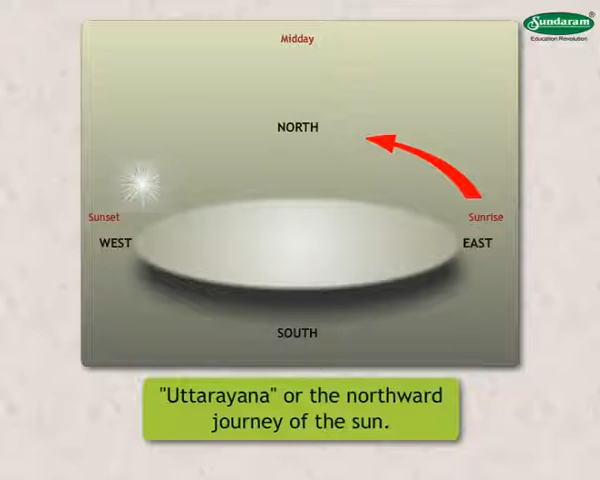 Sundaram®
Education Revolution
Midday
NORTH
Sunset
Sunrise
WEST
EAST
SOUTH
"Uttarayana" or the northward
journey of the sun.